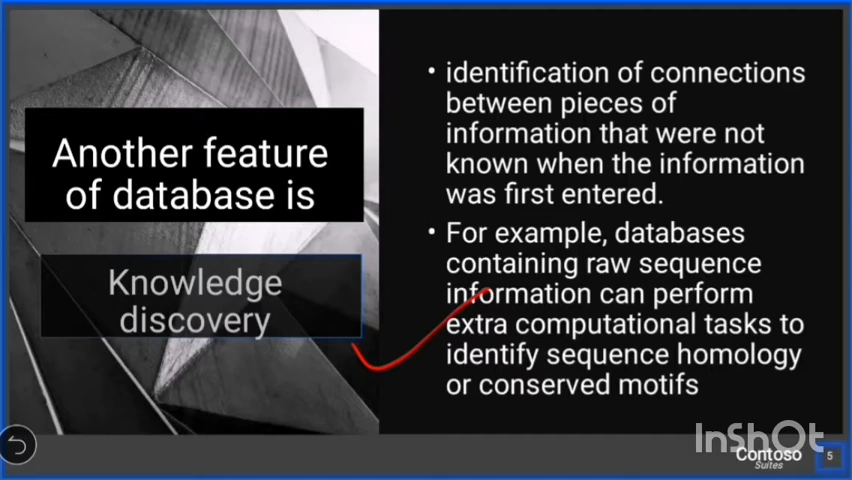 Another feature
of database is
Knowledge
discovery
• identification of connections
between pieces of
information that were not
known when the information
was first entered.
• For example, databases
containing raw sequence
information can perform
extra computational tasks to
identify sequence homology
or conserved motifs
InShOt
Contoso
Suites
5